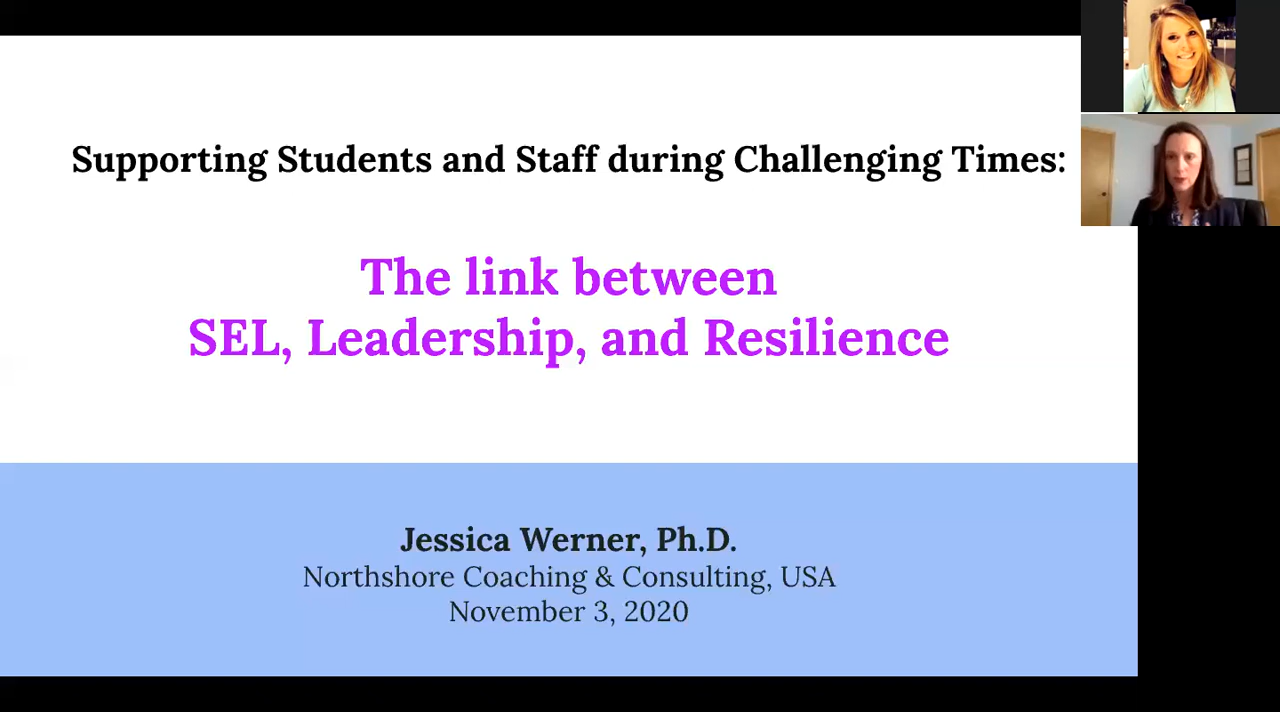 Supporting Students and Staff during Challenging Times:
The link between
SEL, Leadership, and Resilience
Jessica Werner, Ph.D.
Northshore Coaching & Consulting, USA
November 3, 2020